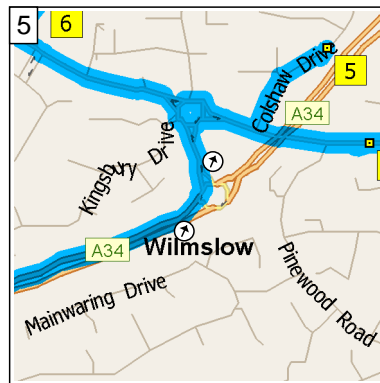 5
6
Colshaw Drive
5
A34
Kingsbury Drive
Wilmslow
A34
Mainwaring Drive
Pinewood Road